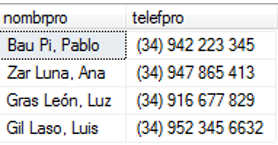 nombrpro telefpro
Bau Pi, Pablo (34) 942 223 345
Zar Luna, Ana (34) 947 865 413
Gras León, Luz (34) 916 677 829
Gil Laso, Luis (34) 952 345 6632